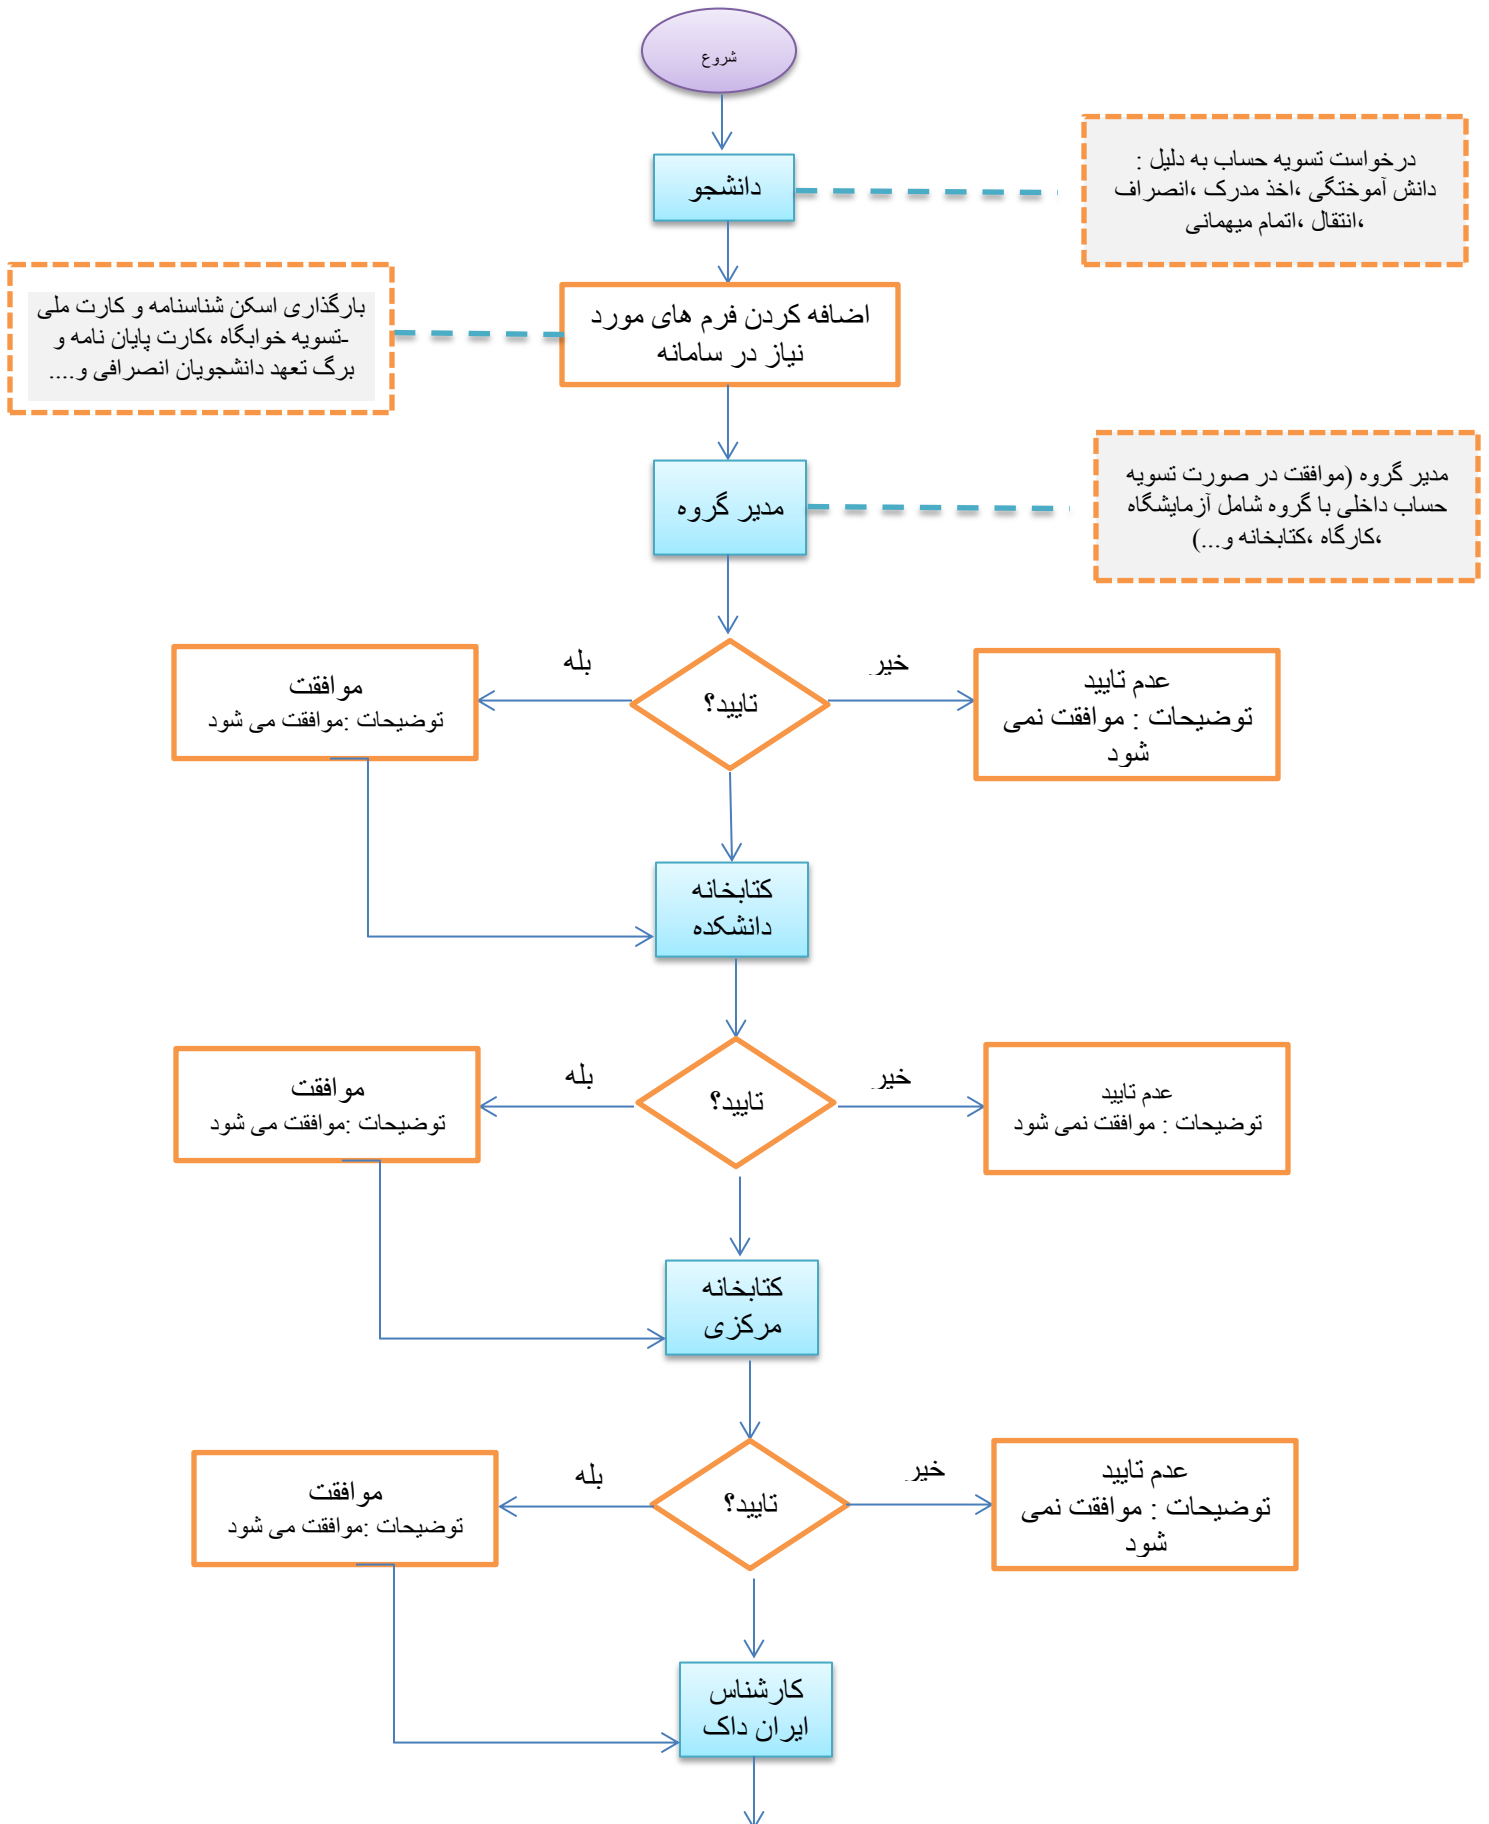 شروع
دانشجو
درخواست تسویه حساب به دلیل :
دانش آموختگی ،اخذ مدرک ،انصراف
،انتقال ،اتمام میهمانی
اضافه کردن فرم های مورد
نیاز در سامانه
بارگذاری اسکن شناسنامه و کارت ملی
-تسویه خوابگاه ،کارت پایان نامه و
برگ تعهد دانشجویان انصرافی و....
مدیر گروه
مدیر گروه (موافقت در صورت تسویه
حساب داخلی با گروه شامل آزمایشگاه
،کارگاه ،کتابخانه و...)
تایید؟
خیر
عدم تایید
توضیحات : موافقت نمی
شود
بله
موافقت
توضیحات :موافقت می شود
کتابخانه
دانشکده
تایید؟
خیر
عدم تایید
توضیحات : موافقت نمی شود
بله
موافقت
توضیحات :موافقت می شود
کتابخانه
مرکزی
تایید؟
خیر
عدم تایید
توضیحات : موافقت نمی
شود
بله
موافقت
توضیحات :موافقت می شود
کارشناس
ایران داک